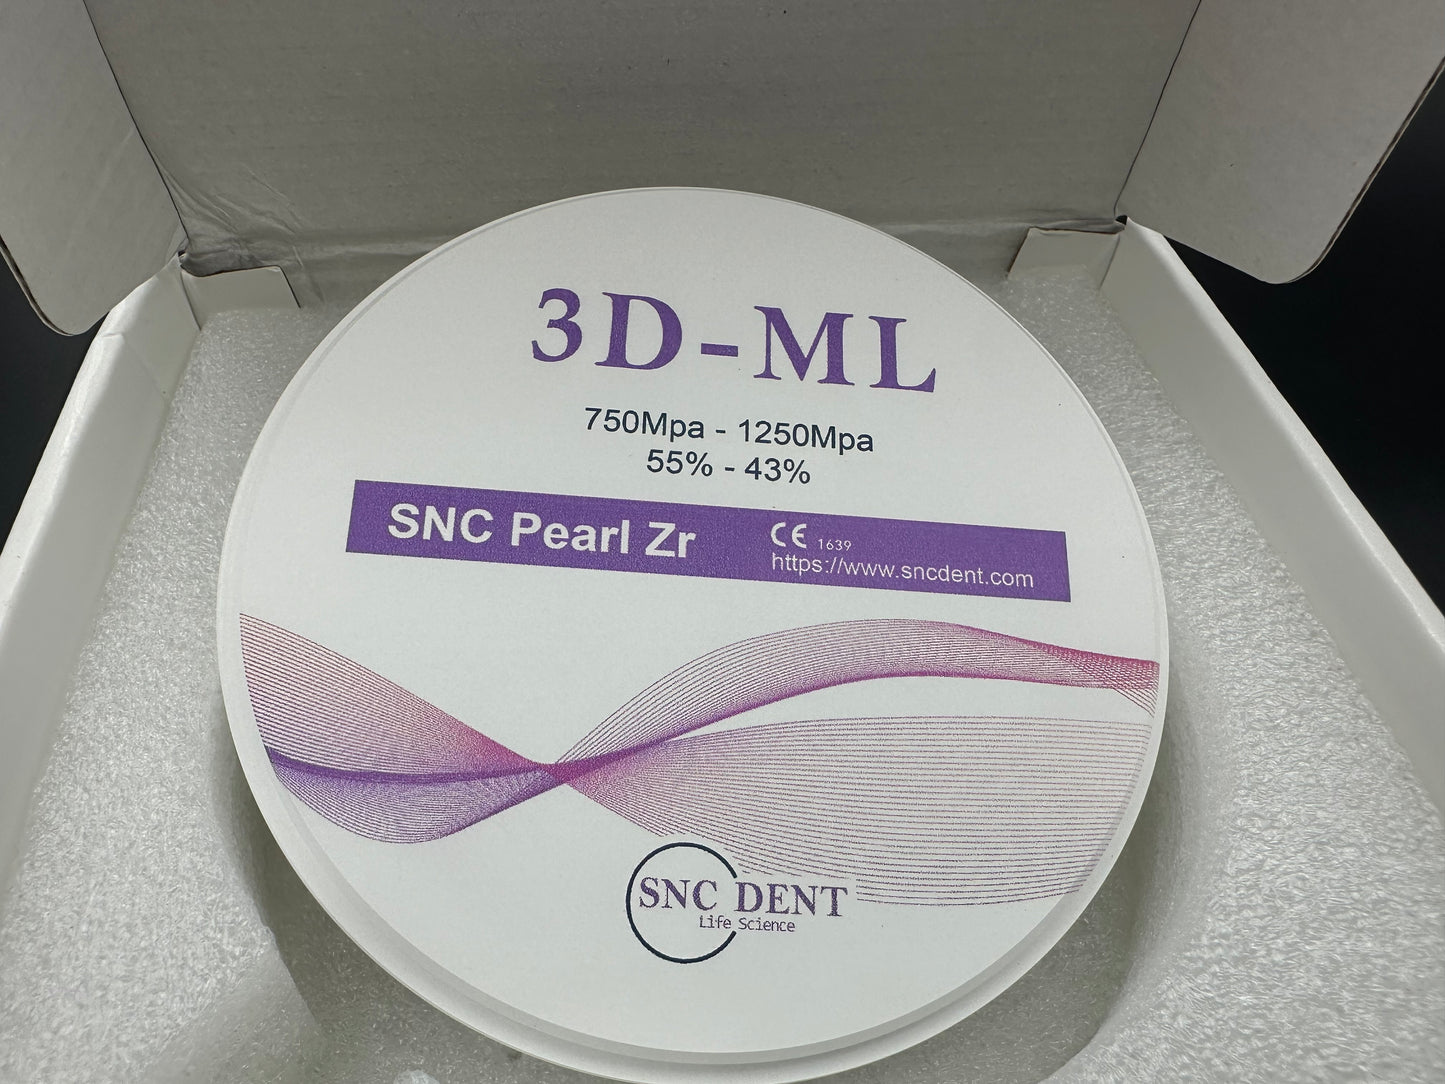 3D-ML
750Mpa - 1250Mpa
55% - 43%
SNC Pearl Zr
CE 1639
https://www.sncdent.com
SNC DENT
Life Science